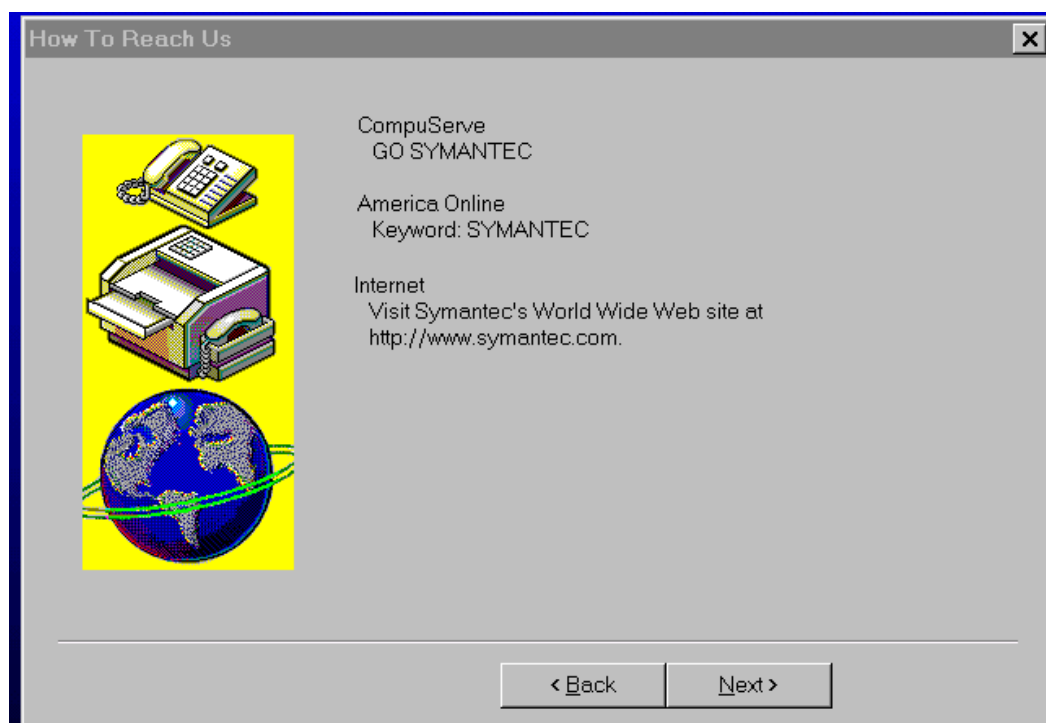 How To Reach Us
CompuServe
GO SYMANTEC
America Online
Keyword: SYMANTEC
Internet
Visit Symantec's World Wide Web site at
http://www.symantec.com.
< Back
Next >